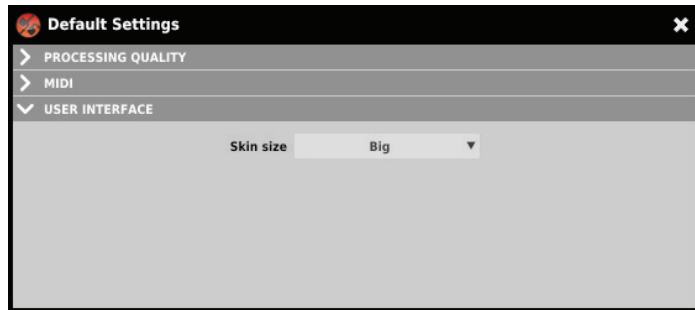 Default Settings
PROCESSING QUALITY
MIDI
USER INTERFACE
Skin size Big